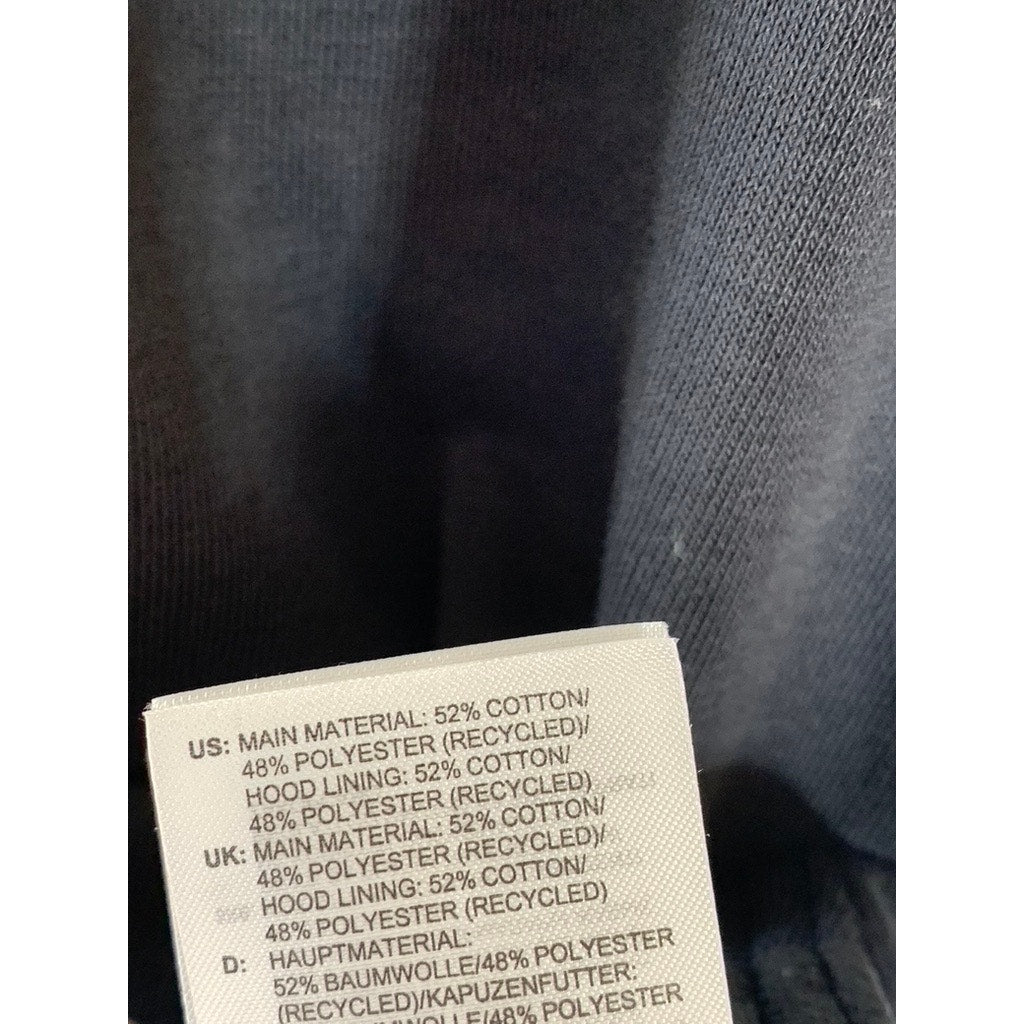 US: MAIN MATERIAL: 52% COTTON/
48% POLYESTER (RECYCLED)/
HOOD LINING: 52% COTTON/
48% POLYESTER (RECYCLED)
UK: MAIN MATERIAL: 52% COTTON/
48% POLYESTER (RECYCLED)/
HOOD LINING: 52% COTTON/
48% POLYESTER (RECYCLED)
D: HAUPTMATERIAL:
52% BAUMWOLLE/48% POLYESTER
(RECYCLED)/KAPUZENFUTTER:
POLYESTER